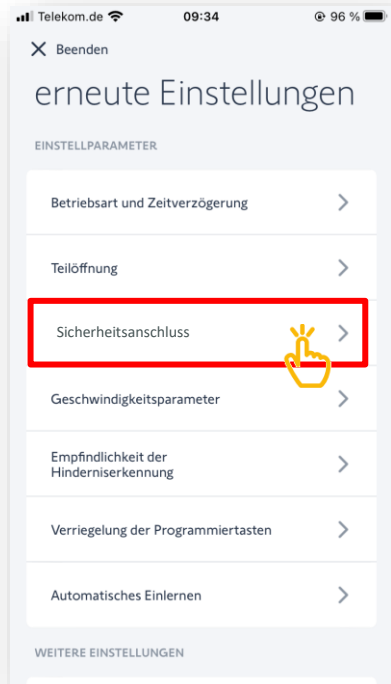 Telekom.de 09:34 96 %
Beenden
erneute Einstellungen
EINSTELLPARAMETER
Betriebsart und Zeitverzögerung
Teilöffnung
Sicherheitsanschluss
Geschwindigkeitsparameter
Empfindlichkeit der
Hinderniserkennung
Verriegelung der Programmiertasten
Automatisches Einlernen
WEITERE EINSTELLUNGEN